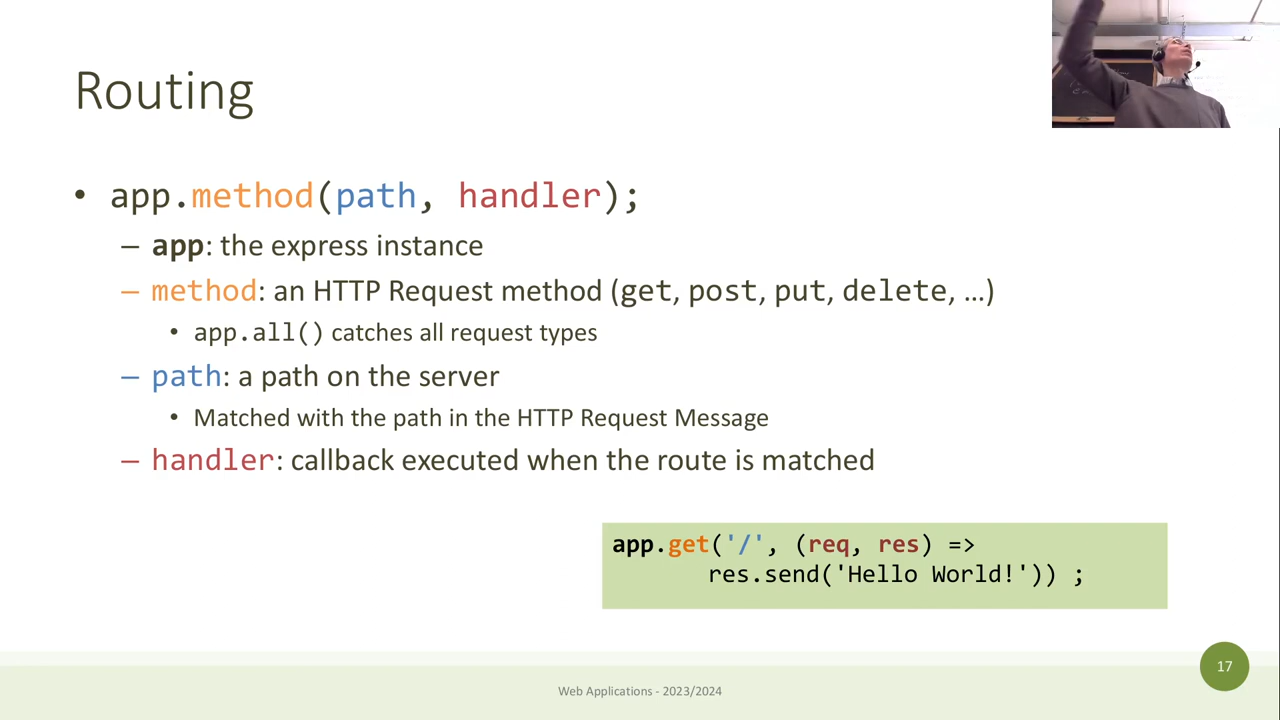 Routing
• app.method(path, handler);
– app: the express instance
– method: an HTTP Request method (get, post, put, delete, …)
• app.all() catches all request types
– path: a path on the server
• Matched with the path in the HTTP Request Message
– handler: callback executed when the route is matched
app.get('/', (req, res) =>
res.send('Hello World!')) ;
17
Web Applications - 2023/2024